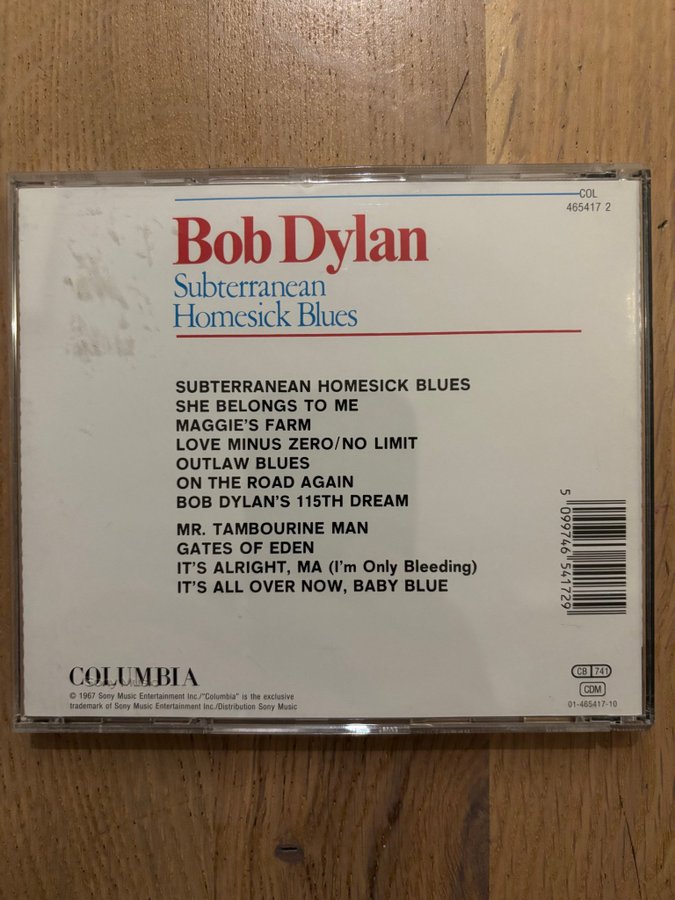 COL
465417 2
Bob Dylan
Subterranean
Homesick Blues
SUBTERRANEAN HOMESICK BLUES
SHE BELONGS TO ME
MAGGIE'S FARM
LOVE MINUS ZERO/NO LIMIT
OUTLAW BLUES
ON THE ROAD AGAIN
BOB DYLAN'S 115TH DREAM
MR. TAMBOURINE MAN
GATES OF EDEN
IT'S ALRIGHT, MA (I'm Only Bleeding)
IT'S ALL OVER NOW, BABY BLUE
5 099746 541729
COLUMBIA
© 1967 Sony Music Entertainment Inc./"Columbia" is the exclusive
trademark of Sony Music Entertainment Inc./Distribution Sony Music
CB 741
CDM
01-465417-10